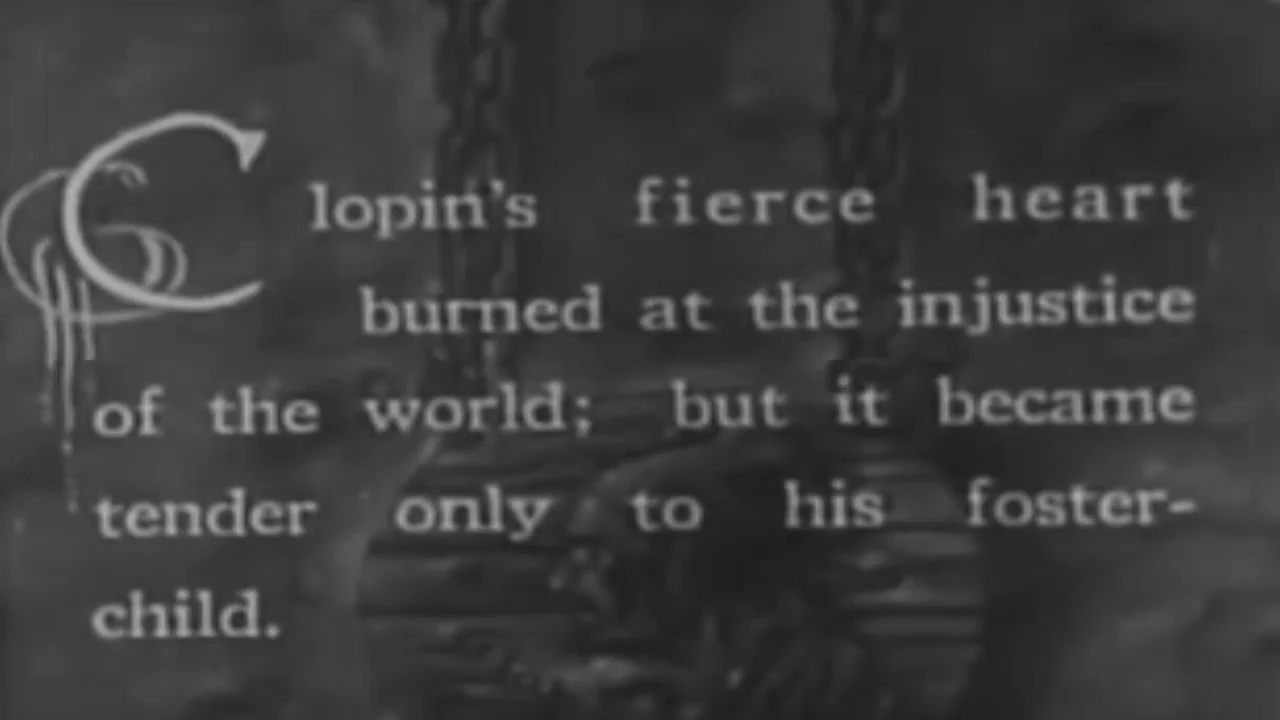 Clopin's fierce heart
burned at the injustice
of the world; but it became
tender only to his foster-
child.